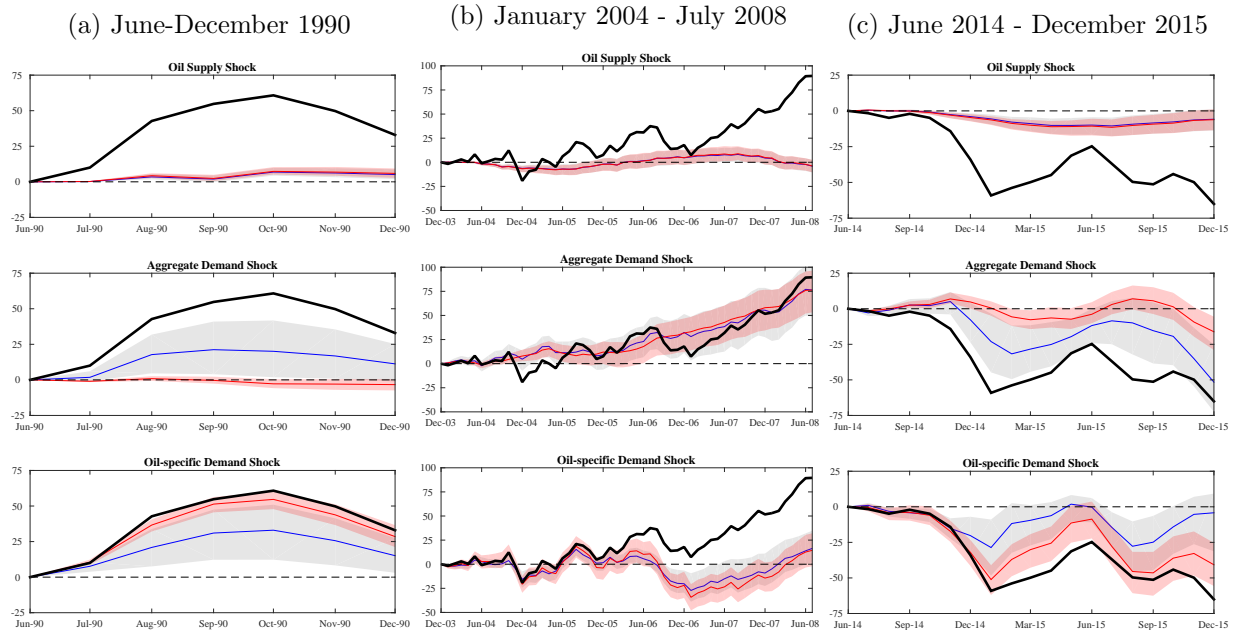 (a) June-December 1990
(b) January 2004 - July 2008
(c) June 2014 - December 2015
Oil Supply Shock
75
50
25
0
25
Jun-90 Jul-90 Aug-90 Sep-90 Oct-90 Nov-90 Dec-90
Oil Supply Shock
100
75
50
25
0
-25
-50
Dec-03 Jun-04 Dec-04 Jun-05 Dec-05 Jun-06 Dec-06 Jun-07 Dec-07 Jun-08
Oil Supply Shock
25
0
-25
-50
-75
Jun-14 Sep-14 Dec-14 Mar-15 Jun-15 Sep-15 Dec-15
Aggregate Demand Shock
75
50
25
0
25
Jun-90 Jul-90 Aug-90 Sep-90 Oct-90 Nov-90 Dec-90
Aggregate Demand Shock
100
75
50
25
0
-25
50
Dec-03 Jun-04 Dec-04 Jun-05 Dec-05 Jun-06 Dec-06 Jun-07 Dec-07 Jun-08
Aggregate Demand Shock
25
0
-25
-50
-75
Jun-14 Sep-14 Dec-14 Mar-15 Jun-15 Sep-15 Dec-15
Oil-specific Demand Shock
75
50
25
0
-25
Jun-90 Jul-90 Aug-90 Sep-90 Oct-90 Nov-90 Dec-90
Oil-specific Demand Shock
100
75
50
25
0
-25
-50
Dec-03 Jun-04 Dec-04 Jun-05 Dec-05 Jun-06 Dec-06 Jun-07 Dec-07 Jun-08
Oil-specific Demand Shock
25
0
-25
-50
-75
Jun-14 Sep-14 Dec-14 Mar-15 Jun-15 Sep-15 Dec-15